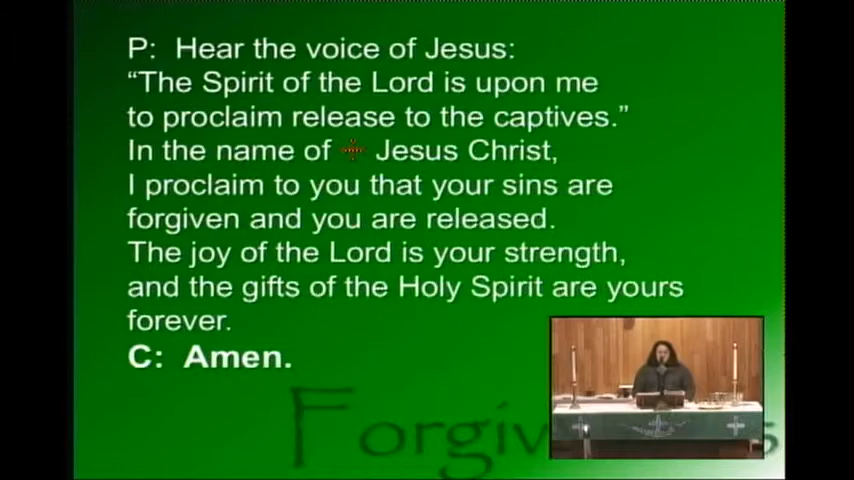 P: Hear the voice of Jesus:
“The Spirit of the Lord is upon me
to proclaim release to the captives.”
In the name of Jesus Christ,
I proclaim to you that your sins are
forgiven and you are released.
The joy of the Lord is your strength,
and the gifts of the Holy Spirit are yours
forever.
C: Amen.